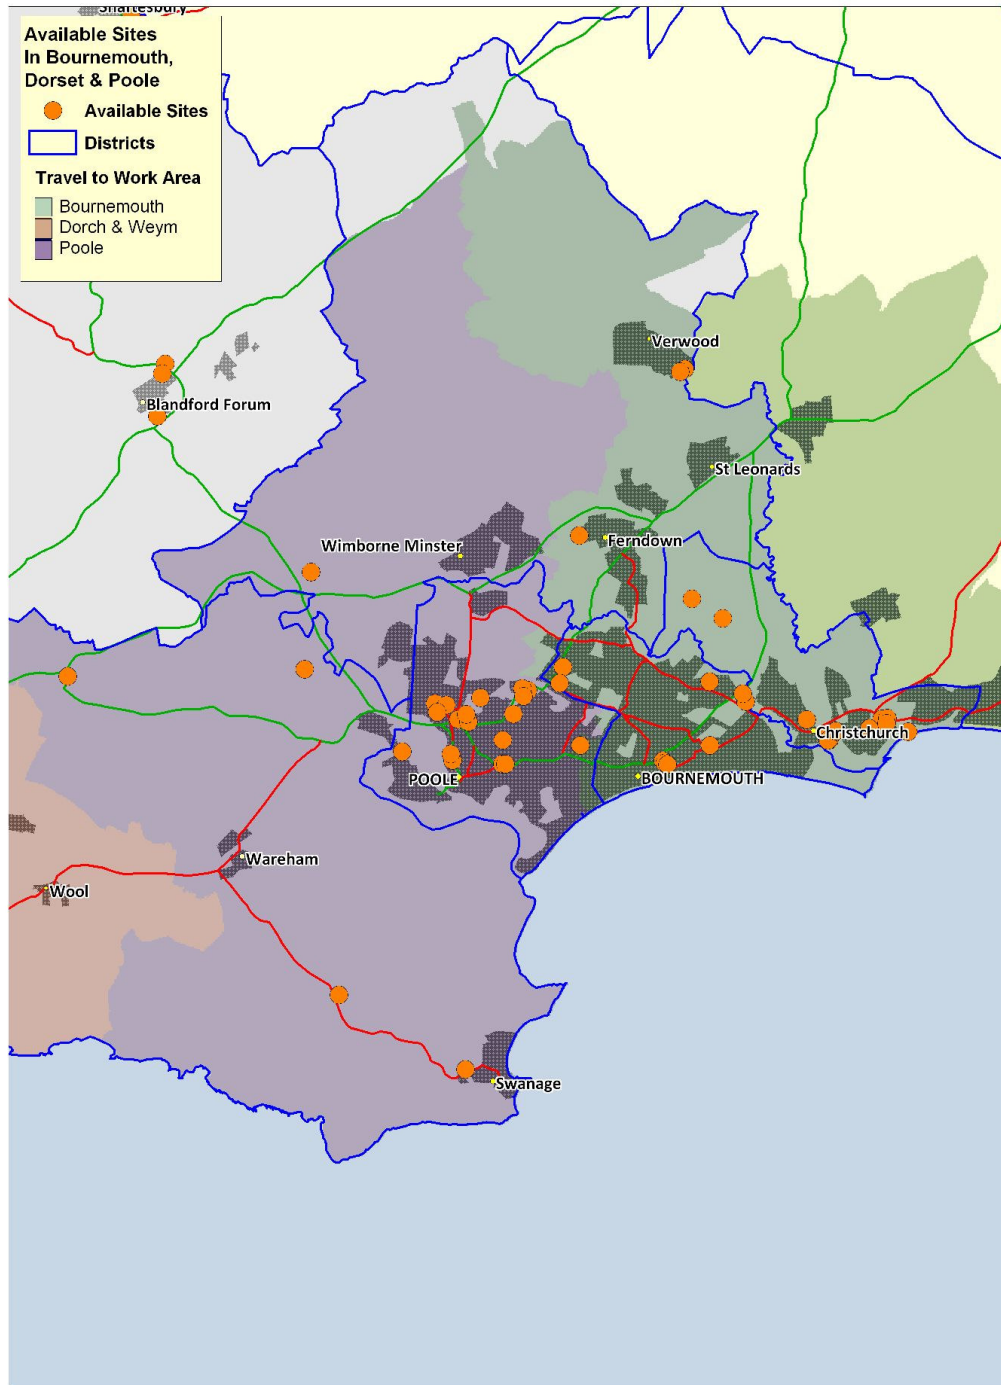 Shaftesbury
Available Sites
In Bournemouth,
Dorset & Poole
Available Sites
Districts
Travel to Work Area
Bournemouth
Dorch & Weym
Poole
Verwood
Blandford Forum
St Leonards
Wimborne Minster
Ferndown
Christchurch
POOLE
BOURNEMOUTH
Wareham
Wool
Swanage